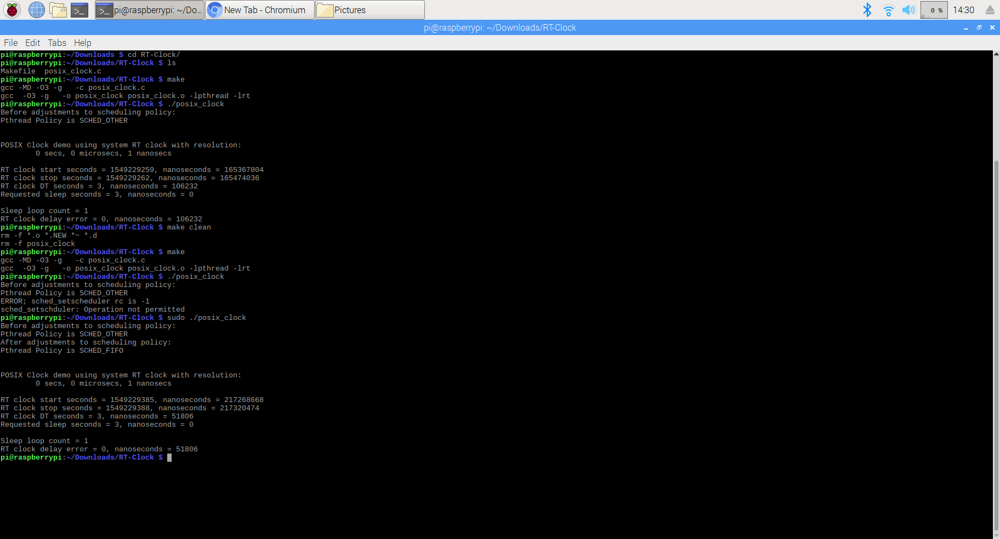 pi@raspberrypi: ~/Do... New Tab - Chromium Pictures 0 % 14:30
pi@raspberrypi: ~/Downloads/RT-Clock
File Edit Tabs Help
pi@raspberrypi:~/Downloads $ cd RT-Clock/
pi@raspberrypi:~/Downloads/RT-Clock $ ls
Makefile  posix_clock.c
pi@raspberrypi:~/Downloads/RT-Clock $ make
gcc -MD -O3 -g   -c posix_clock.c
gcc  -O3 -g   -o posix_clock posix_clock.o -lpthread -lrt
pi@raspberrypi:~/Downloads/RT-Clock $ ./posix_clock
Before adjustments to scheduling policy:
Pthread Policy is SCHED_OTHER
POSIX Clock demo using system RT clock with resolution:
        0 secs, 0 microsecs, 1 nanosecs
RT clock start seconds = 1549229259, nanoseconds = 165367804
RT clock stop seconds = 1549229262, nanoseconds = 165474036
RT clock DT seconds = 3, nanoseconds = 106232
Requested sleep seconds = 3, nanoseconds = 0
Sleep loop count = 1
RT clock delay error = 0, nanoseconds = 106232
pi@raspberrypi:~/Downloads/RT-Clock $ make clean
rm -f *.o *.NEW *~ *.d
rm -f posix_clock
pi@raspberrypi:~/Downloads/RT-Clock $ make
gcc -MD -O3 -g   -c posix_clock.c
gcc  -O3 -g   -o posix_clock posix_clock.o -lpthread -lrt
pi@raspberrypi:~/Downloads/RT-Clock $ ./posix_clock
Before adjustments to scheduling policy:
Pthread Policy is SCHED_OTHER
ERROR; sched_setscheduler rc is -1
sched_setschduler: Operation not permitted
pi@raspberrypi:~/Downloads/RT-Clock $ sudo ./posix_clock
Before adjustments to scheduling policy:
Pthread Policy is SCHED_OTHER
After adjustments to scheduling policy:
Pthread Policy is SCHED_FIFO
POSIX Clock demo using system RT clock with resolution:
        0 secs, 0 microsecs, 1 nanosecs
RT clock start seconds = 1549229385, nanoseconds = 217268668
RT clock stop seconds = 1549229388, nanoseconds = 217320474
RT clock DT seconds = 3, nanoseconds = 51806
Requested sleep seconds = 3, nanoseconds = 0
Sleep loop count = 1
RT clock delay error = 0, nanoseconds = 51806
pi@raspberrypi:~/Downloads/RT-Clock $